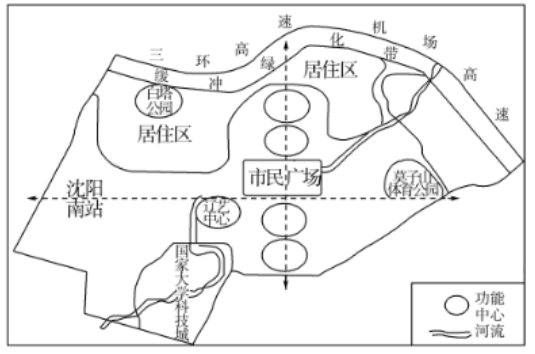 三环高速机场高速
缓冲绿化带
白塔
公园
居住区
居住区
市民广场
莫子山
体育公园
沈阳
南站
辽艺
中心
国家大学科技城
功能
中心
河流